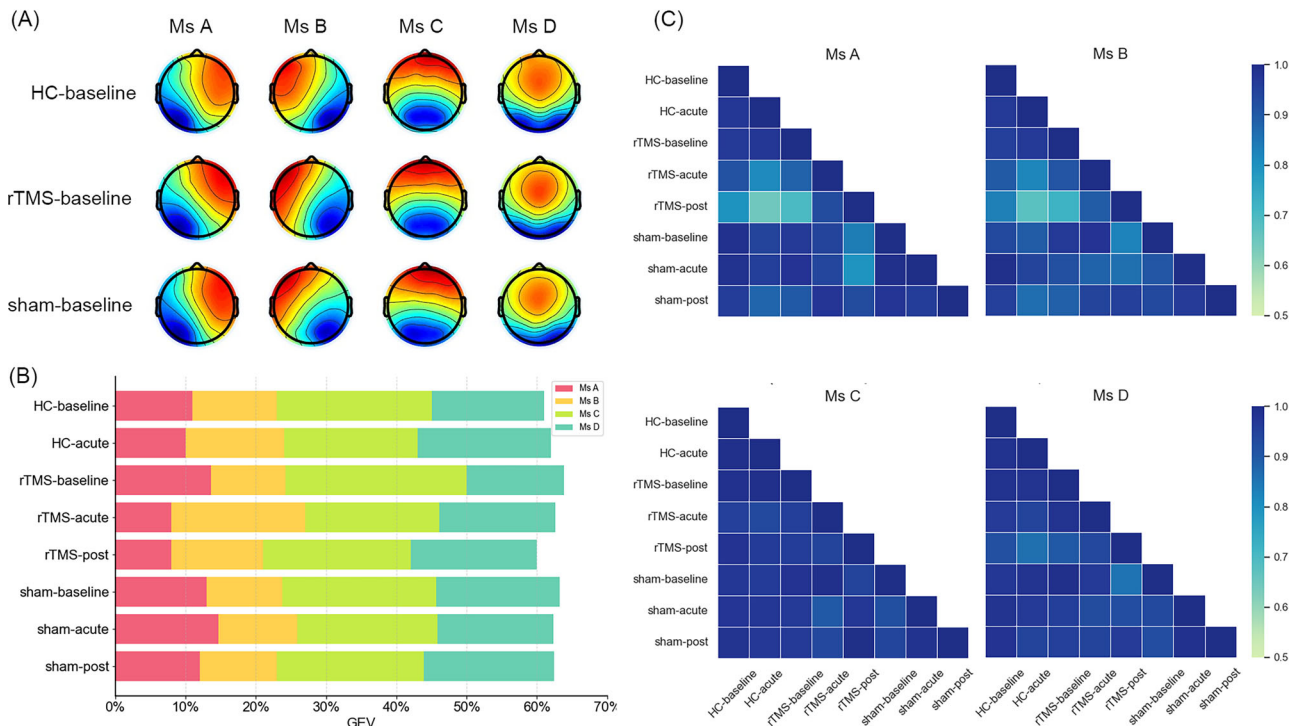 (A)
Ms A Ms B Ms C Ms D
HC-baseline
rTMS-baseline
sham-baseline
(B)
HC-baseline
HC-acute
rTMS-baseline
rTMS-acute
rTMS-post
sham-baseline
sham-acute
sham-post
Ms A
Ms B
Ms C
Ms D
0% 10% 20% 30% 40% 50% 60% 70%
GEV
(C)
Ms A
HC-baseline
HC-acute
rTMS-baseline
rTMS-acute
rTMS-post
sham-baseline
sham-acute
sham-post
Ms B
1.0
0.9
0.8
0.7
0.6
0.5
Ms C
HC-baseline
HC-acute
rTMS-baseline
rTMS-acute
rTMS-post
sham-baseline
sham-acute
sham-post
HC-baseline HC-acute rTMS-baseline rTMS-acute rTMS-post sham-baseline sham-acute sham-post
Ms D
HC-baseline HC-acute rTMS-baseline rTMS-acute rTMS-post sham-baseline sham-acute sham-post
1.0
0.9
0.8
0.7
0.6
0.5